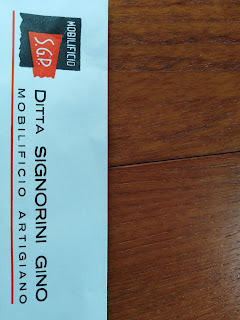 MOBILIFICIO
S.G.P.
DITTA SIGNORINI GINO
MOBILIFICIO ARTIGIANO